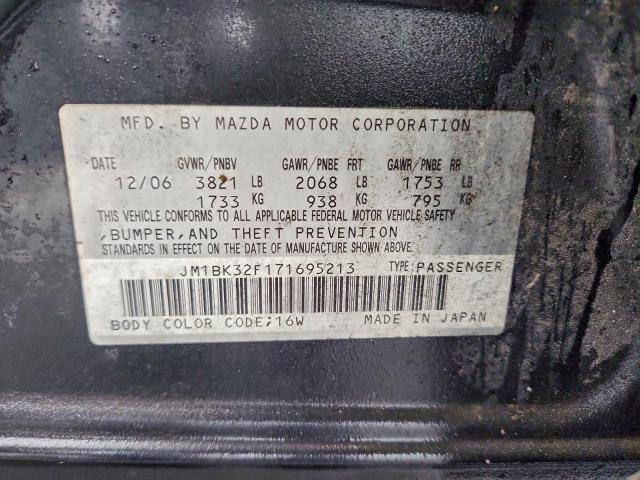 MFD. BY MAZDA MOTOR CORPORATION
DATE GVWR/PNBV GAWR/PNBE FRT GAWR/PNBE RR
12/06 3821 LB 2068 LB 1753 LB
1733 KG 938 KG 795 KG
THIS VEHICLE CONFORMS TO ALL APPLICABLE FEDERAL MOTOR VEHICLE SAFETY
,BUMPER,AND THEFT PREVENTION
STANDARDS IN EFFECT ON THE DATE OF MANUFACTURE SHOWN ABOVE.
JM1BK32F171695213 TYPE:PASSENGER
BODY COLOR CODE;16W MADE IN JAPAN